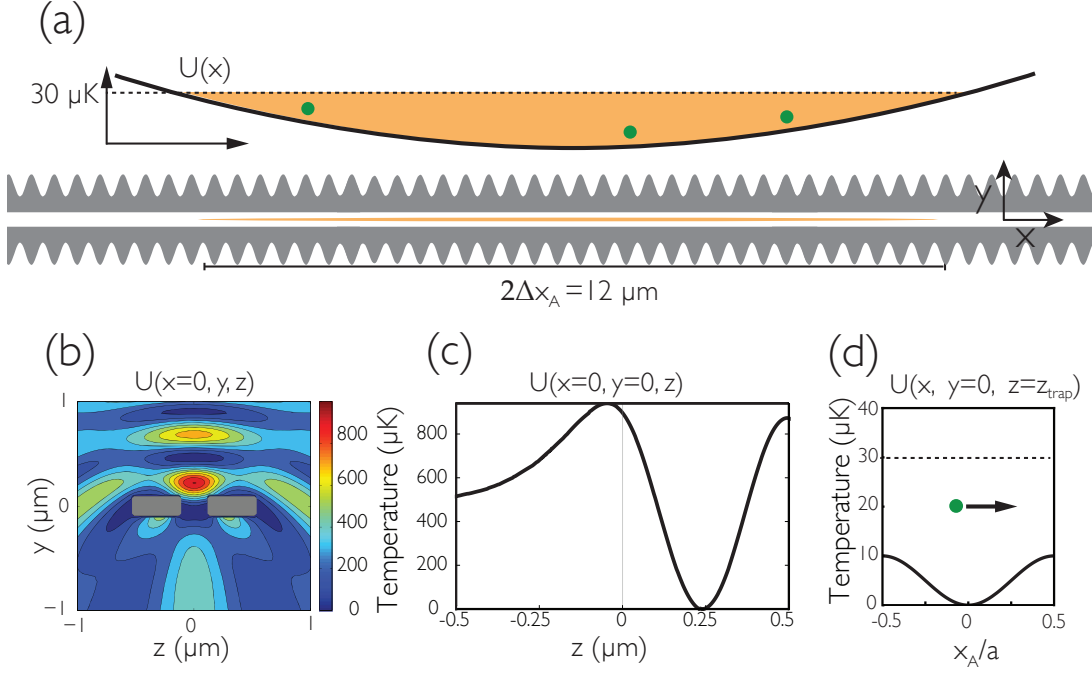 (a)
U(x)
30 µK
y
x
2Δx_A = 12 µm
(b)
U(x=0, y, z)
1
0
−1
y (µm)
−1
0
1
z (µm)
800
600
400
200
0
(c)
U(x=0, y=0, z)
Temperature (µK)
800
600
400
200
0
-0.5
-0.25
0
0.25
0.5
z (µm)
(d)
U(x, y=0, z=z_trap)
Temperature (µK)
40
30
20
10
0
-0.5
0
0.5
x_A/a